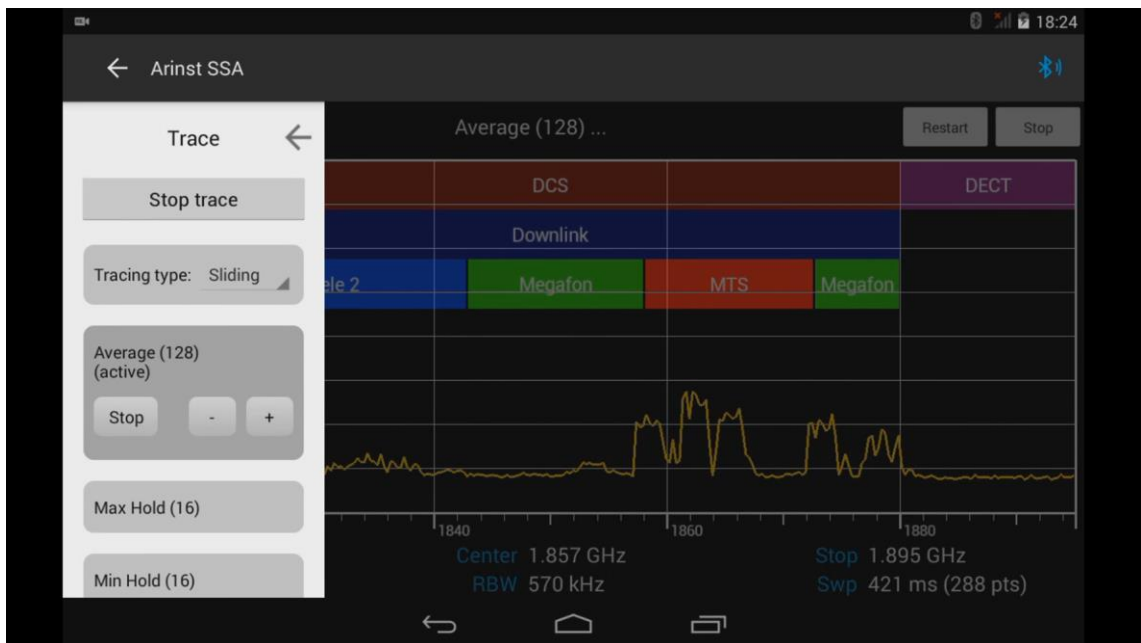 18:24
Arinst SSA
Trace
Average (128) ...
Restart
Stop
Stop trace
DCS
DECT
Downlink
Tracing type: Sliding
ele 2
Megafon
MTS
Megafon
Average (128)
(active)
Stop
-
+
Max Hold (16)
Min Hold (16)
1840
1860
1880
Center 1.857 GHz
Stop 1.895 GHz
RBW 570 kHz
Swp 421 ms (288 pts)